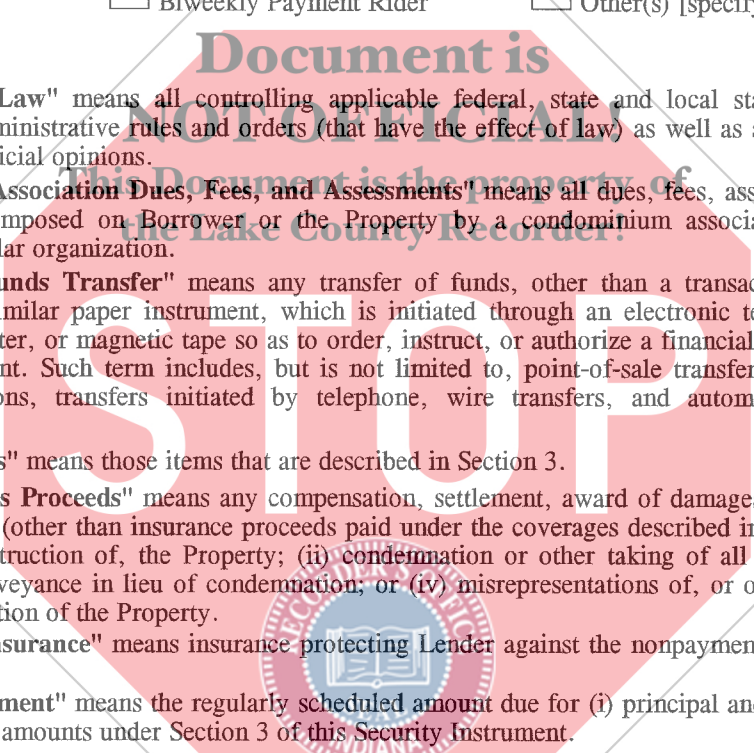 Biweekly Payment Rider Other(s) [specify
Document is
Law" means all controlling applicable federal, state and local sta
NOT OFFICIAL!
ministrative rules and orders (that have the effect of law) as well as a
icial opinions.
This Document is the property of
Association Dues, Fees, and Assessments" means all dues, fees, ass
mposed on Borrower or the Property by a condominium associa
the Lake County Recorder!
lar organization.
unds Transfer" means any transfer of funds, other than a transac
imilar paper instrument, which is initiated through an electronic te
ter, or magnetic tape so as to order, instruct, or authorize a financial
nt. Such term includes, but is not limited to, point-of-sale transfer
ons, transfers initiated by telephone, wire transfers, and autom
STOP
s" means those items that are described in Section 3.
s Proceeds" means any compensation, settlement, award of damages
(other than insurance proceeds paid under the coverages described in
truction of, the Property; (ii) condemnation or other taking of all
veyance in lieu of condemnation; or (iv) misrepresentations of, or o
tion of the Property.
RECORDER'S OFFICE
nsurance" means insurance protecting Lender against the nonpaymen
ment" means the regularly scheduled amount due for (i) principal an
amounts under Section 3 of this Security Instrument.
INDIANA